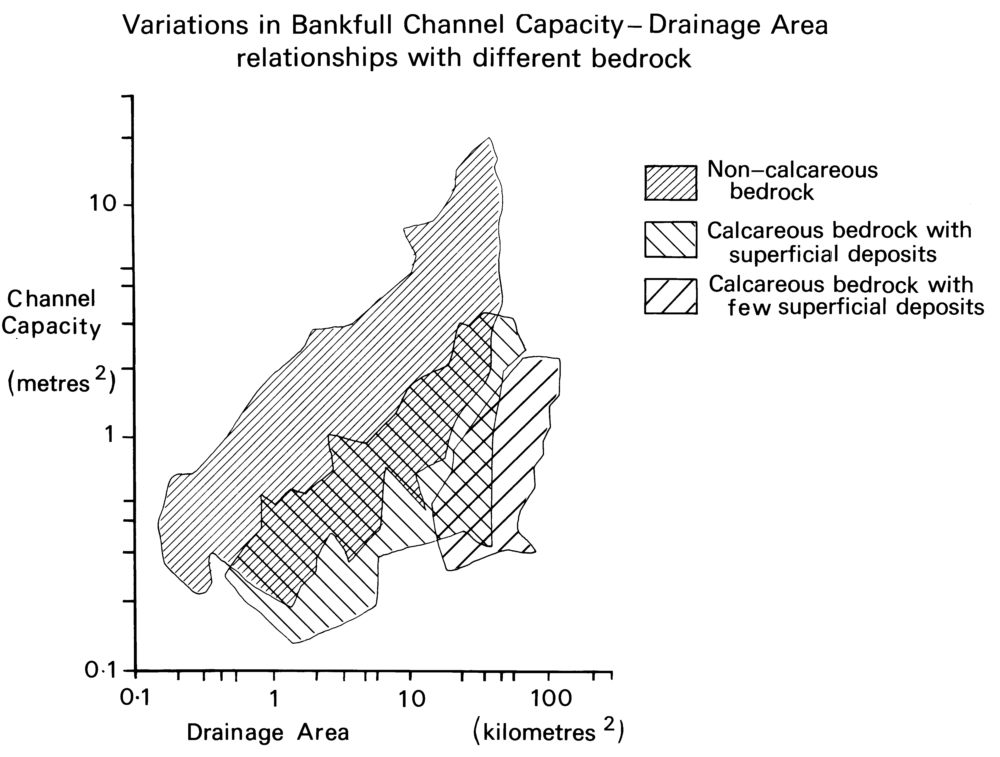 Variations in Bankfull Channel Capacity – Drainage Area
relationships with different bedrock
10
Channel
Capacity
2
(metres ²)
1
0·1
0·1 1 10 100
Drainage Area (kilometres ²)
Non–calcareous
bedrock
Calcareous bedrock with
superficial deposits
Calcareous bedrock with
few superficial deposits